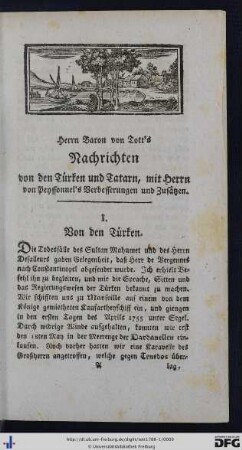 Herrn Baron von Tott's
Nachrichten
von den Türken und Tatarn, mit Herrn
von Peyssonnel's Verbesserungen und Zusätzen.
I.
Von den Türken.
Die Todesfälle des Sultan Mahumet und des Herrn
Desalleurs gaben Gelegenheit, daß Herr de Vergennes
nach Constantinopel abgesendet wurde. Ich erhielt Be-
fehl ihn zu begleiten, und mir die Sprache, Sitten und
das Regierungswesen der Türken bekannt zu machen.
Wir schifften uns zu Marseille auf einem von dem
Könige gemietheten Kaufartheyschiff ein, und giengen
in den ersten Tagen des Aprils 1755 unter Segel.
Durch widrige Winde aufgehalten, konnten wir erst
den May in der Meerenge der Dardanellen ein-
laufen. Noch vorher hatten wir eine Karavelle des
Großherrn angetroffen, welche gegen Tenedos über-
A lag,
DFG